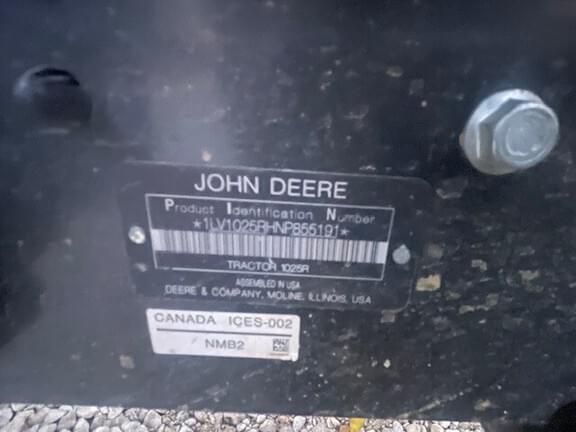 JOHN DEERE
Product Identification Number
*1LV1025RHNP855191*
TRACTOR 1025R
ASSEMBLED IN USA
DEERE & COMPANY, MOLINE, ILLINOIS, USA
CANADA ICES-002
NMB2